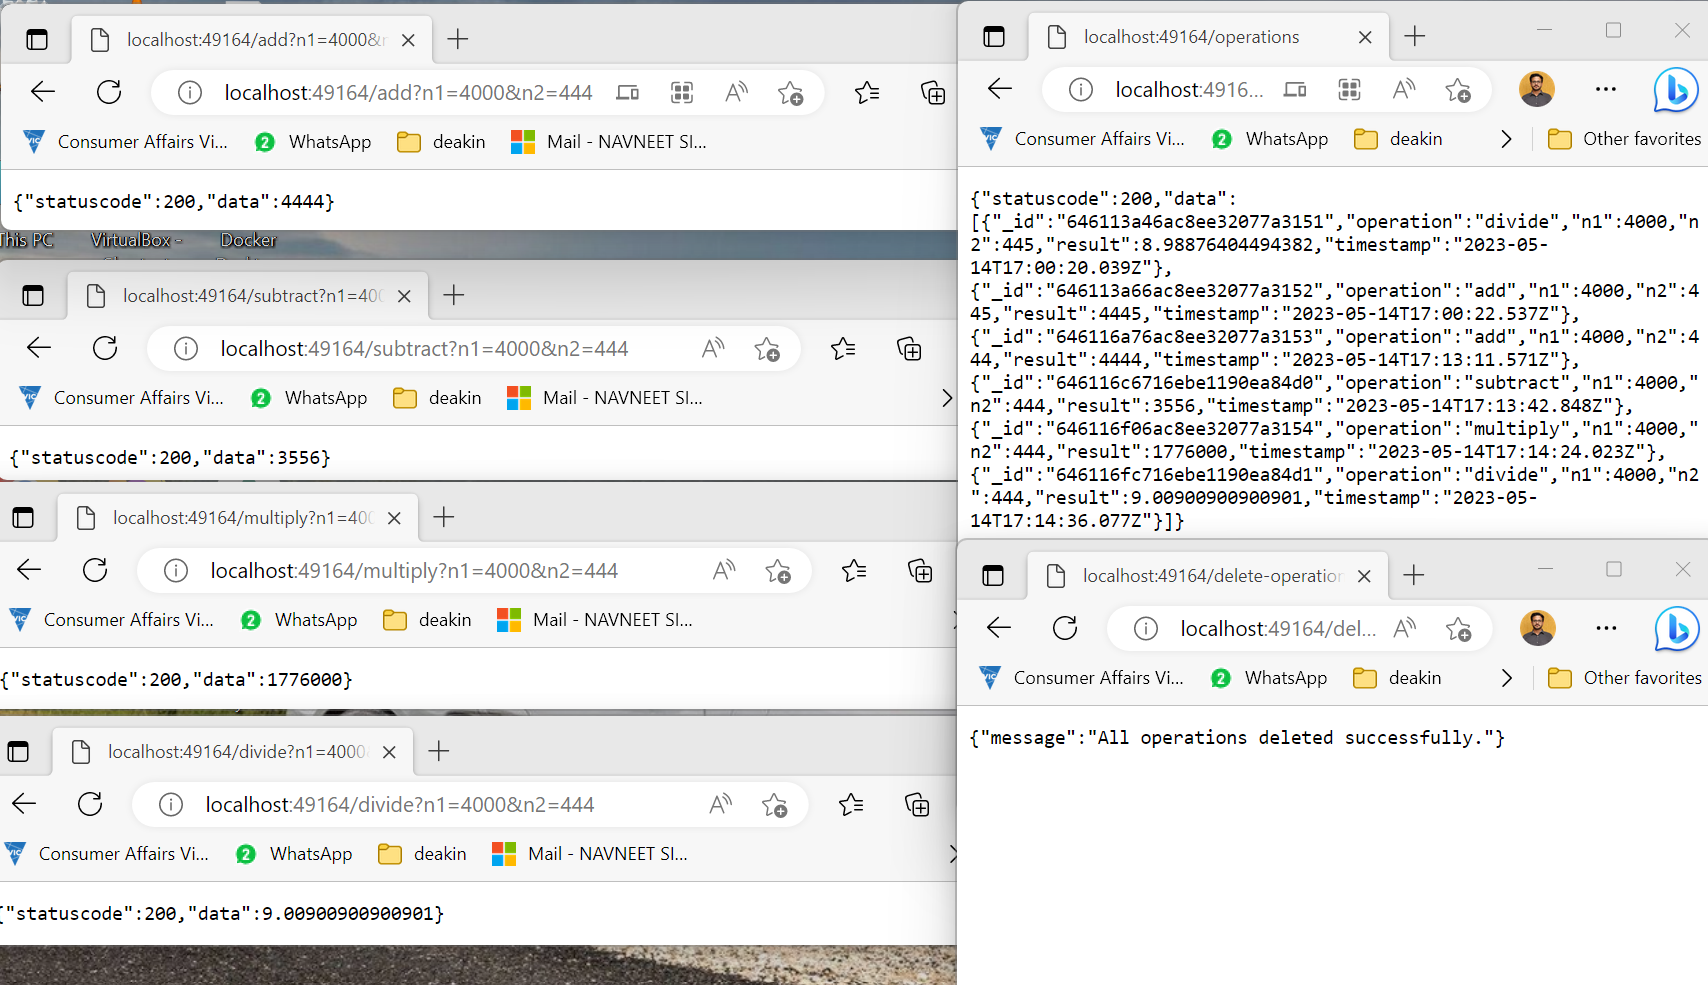 localhost:49164/add?n1=4000&n
localhost:49164/add?n1=4000&n2=444
Consumer Affairs Vi... 2 WhatsApp deakin Mail - NAVNEET SI...
{"statuscode":200,"data":4444}
This PC VirtualBox - Docker
localhost:49164/subtract?n1=400
localhost:49164/subtract?n1=4000&n2=444
Consumer Affairs Vi... 2 WhatsApp deakin Mail - NAVNEET SI...
{"statuscode":200,"data":3556}
localhost:49164/multiply?n1=400
localhost:49164/multiply?n1=4000&n2=444
Consumer Affairs Vi... 2 WhatsApp deakin Mail - NAVNEET SI...
{"statuscode":200,"data":1776000}
localhost:49164/divide?n1=4000
localhost:49164/divide?n1=4000&n2=444
Consumer Affairs Vi... 2 WhatsApp deakin Mail - NAVNEET SI...
{"statuscode":200,"data":9.00900900900901}
localhost:49164/operations
localhost:4916...
Consumer Affairs Vi... 2 WhatsApp deakin Other favorites
{"statuscode":200,"data":
[{"_id":"646113a46ac8ee32077a3151","operation":"divide","n1":4000,"n
2":445,"result":8.98876404494382,"timestamp":"2023-05-
14T17:00:20.039Z"},
{"_id":"646113a66ac8ee32077a3152","operation":"add","n1":4000,"n2":4
45,"result":4445,"timestamp":"2023-05-14T17:00:22.537Z"},
{"_id":"646116a76ac8ee32077a3153","operation":"add","n1":4000,"n2":4
44,"result":4444,"timestamp":"2023-05-14T17:13:11.571Z"},
{"_id":"646116c6716ebe1190ea84d0","operation":"subtract","n1":4000,"
n2":444,"result":3556,"timestamp":"2023-05-14T17:13:42.848Z"},
{"_id":"646116f06ac8ee32077a3154","operation":"multiply","n1":4000,"
n2":444,"result":1776000,"timestamp":"2023-05-14T17:14:24.023Z"},
{"_id":"646116fc716ebe1190ea84d1","operation":"divide","n1":4000,"n2
":444,"result":9.00900900900901,"timestamp":"2023-05-
14T17:14:36.077Z"}]}
localhost:49164/delete-operation
localhost:49164/del...
Consumer Affairs Vi... 2 WhatsApp deakin Other favorites
{"message":"All operations deleted successfully."}